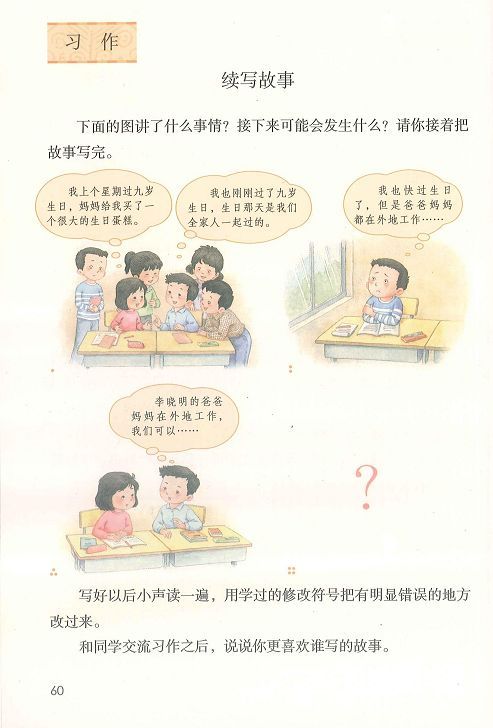 习 作
续写故事
下面的图讲了什么事情？接下来可能会发生什么？请你接着把
故事写完。
我上个星期过九岁
生日，妈妈给我买了一
个很大的生日蛋糕。
我也刚刚过了九岁
生日，生日那天是我们
全家人一起过的。
我也快过生日
了，但是爸爸妈妈
都在外地工作……
李晓明的爸爸
妈妈在外地工作，
我们可以……
？
写好以后小声读一遍，用学过的修改符号把有明显错误的地方
改过来。
和同学交流习作之后，说说你更喜欢谁写的故事。
60